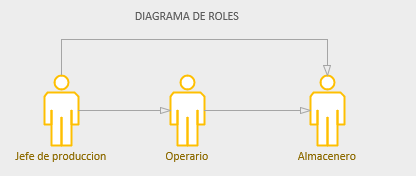 DIAGRAMA DE ROLES
Jefe de produccion
Operario
Almacenero